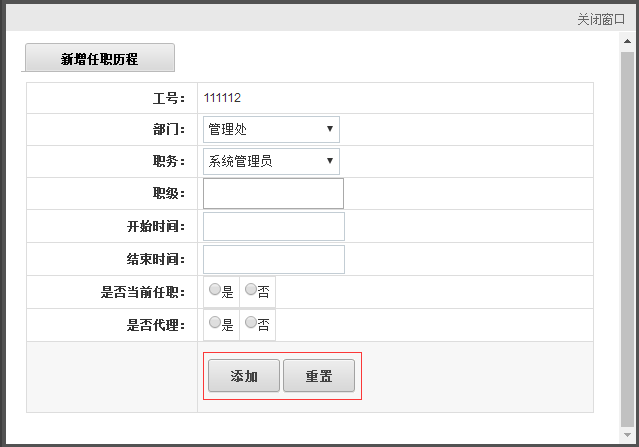 关闭窗口
新增任职历程
工号： 111112
部门： 管理处
职务： 系统管理员
职级：
开始时间：
结束时间：
是否当前任职： 是 否
是否代理： 是 否
添加 重置